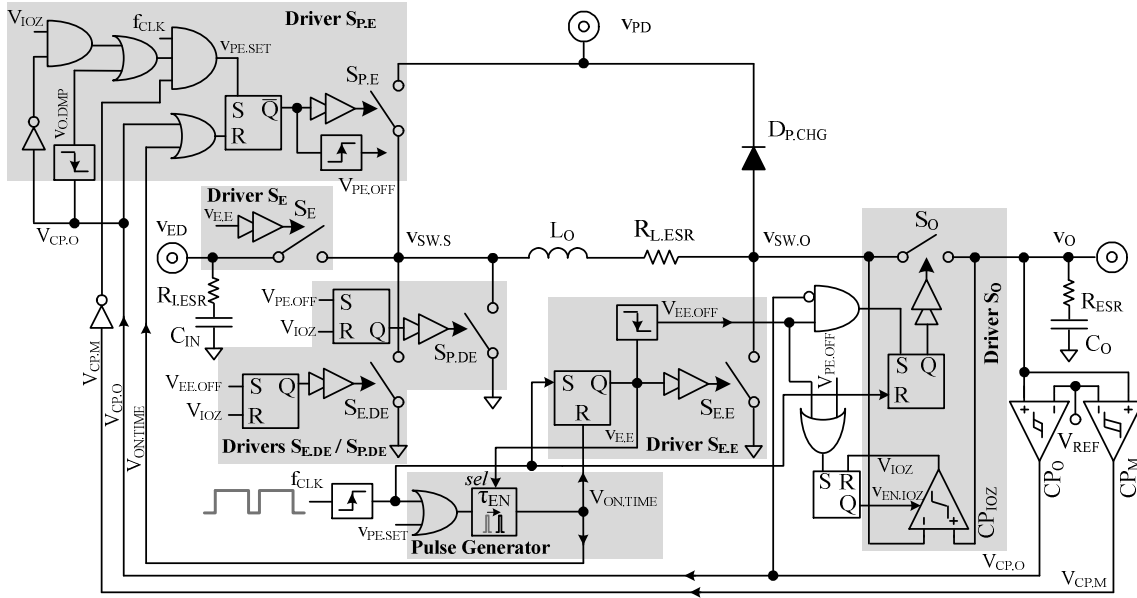 V_IOZ
f_CLK
Driver S_P.E
v_PE.SET
v_PD
S_P.E
v_O.DMP
S Q̅
R
D_P.CHG
V_PE.OFF
Driver S_E
v_E.E
S_E
V_CP.O
v_ED
v_SW.S
L_O
R_L.ESR
v_SW.O
S_O
v_O
R_I.ESR
C_IN
V_PE.OFF
V_IOZ
S
R Q
S_P.DE
V_EE.OFF
V_PE.OFF
Driver S_O
R_ESR
C_O
V_CP.M
V_CP.O
V_ON.TIME
V_EE.OFF
V_IOZ
S Q
R
S_E.DE
Drivers S_E.DE / S_P.DE
S Q
R
v_E.E
S_E.E
Driver S_E.E
S Q
R
V_REF
CP_O
CP_M
V_IOZ
v_EN.IOZ
S R
Q
CP_IOZ
f_CLK
sel
τ_EN
V_ON.TIME
v_PE.SET
Pulse Generator
V_CP.O
V_CP.M